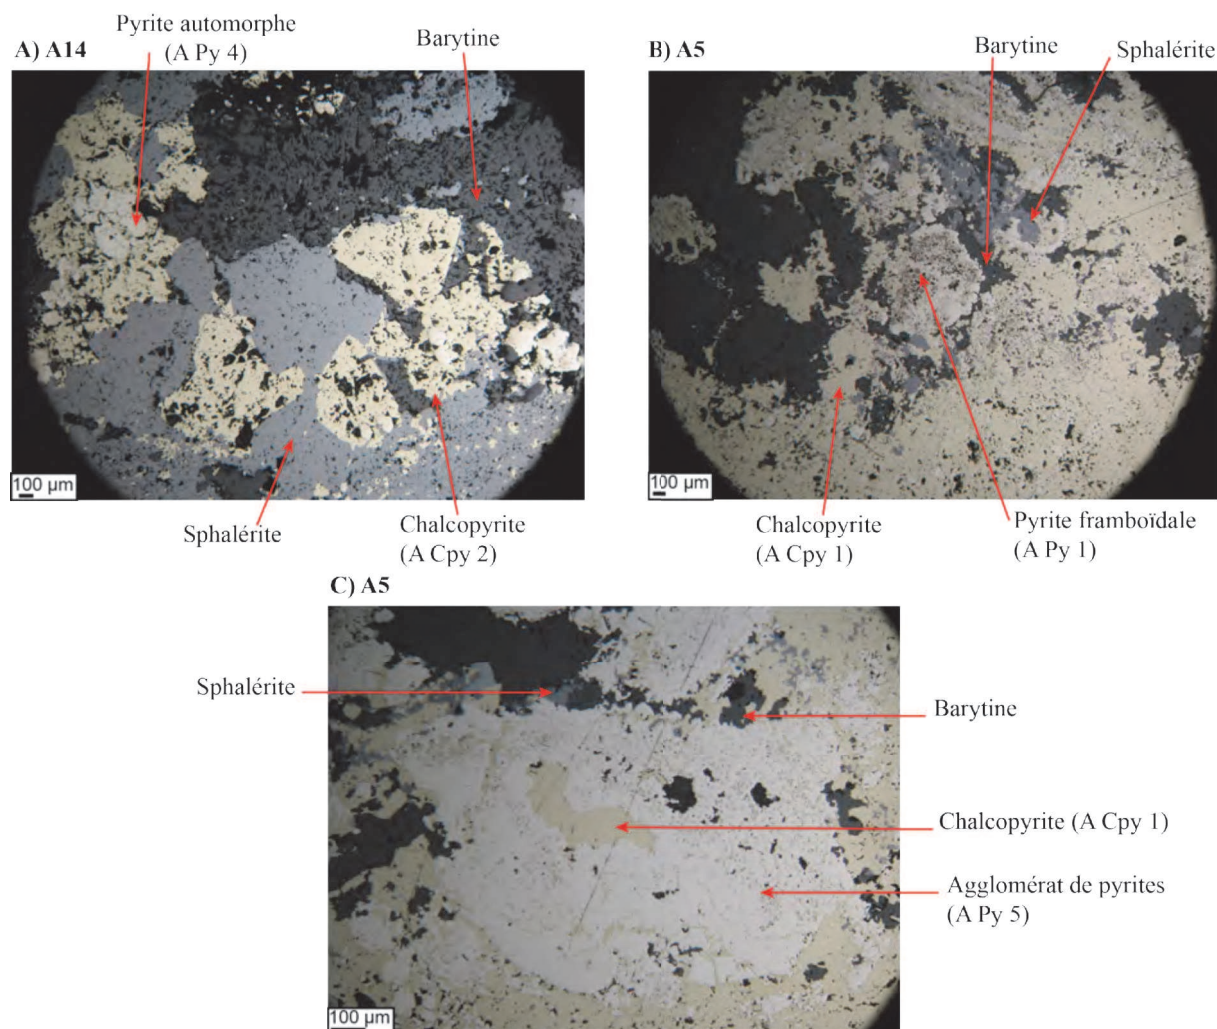 A) A14
Pyrite automorphe
(A Py 4)
Barytine
100 µm
Sphalérite
Chalcopyrite
(A Cpy 2)
B) A5
Barytine
Sphalérite
100 µm
Chalcopyrite
(A Cpy 1)
Pyrite framboïdale
(A Py 1)
C) A5
Sphalérite
Barytine
Chalcopyrite (A Cpy 1)
Agglomérat de pyrites
(A Py 5)
100 µm